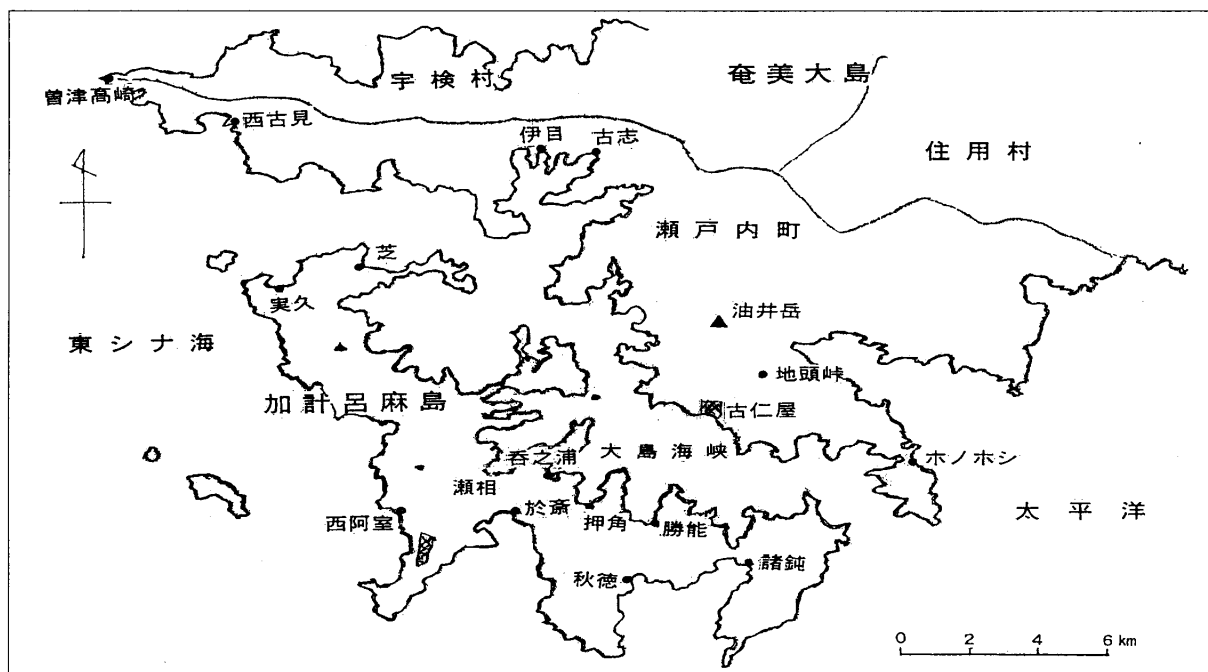 宇検村
奄美大島
曽津高崎
西古見
伊目
古志
住用村
瀬戸内町
芝
実久
油井岳
東シナ海
地頭峠
加計呂麻島
古仁屋
呑之浦
大島海峡
ホノホシ
瀬相
西阿室
於斎
押角
勝能
太平洋
秋徳
諸鈍
0 2 4 6 km